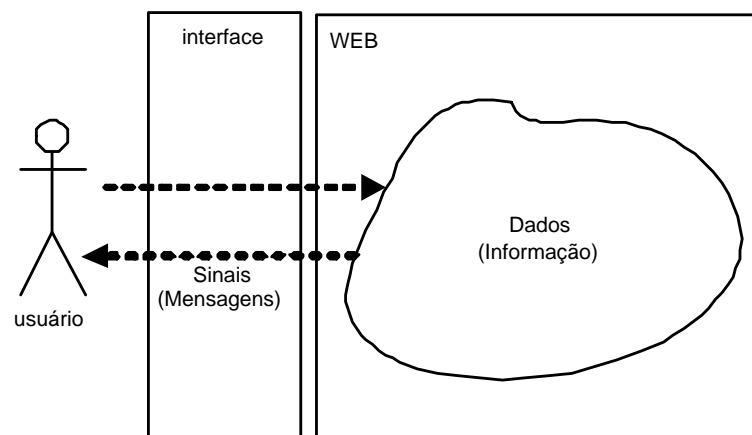 interface
WEB
Dados
(Informação)
Sinais
(Mensagens)
usuário